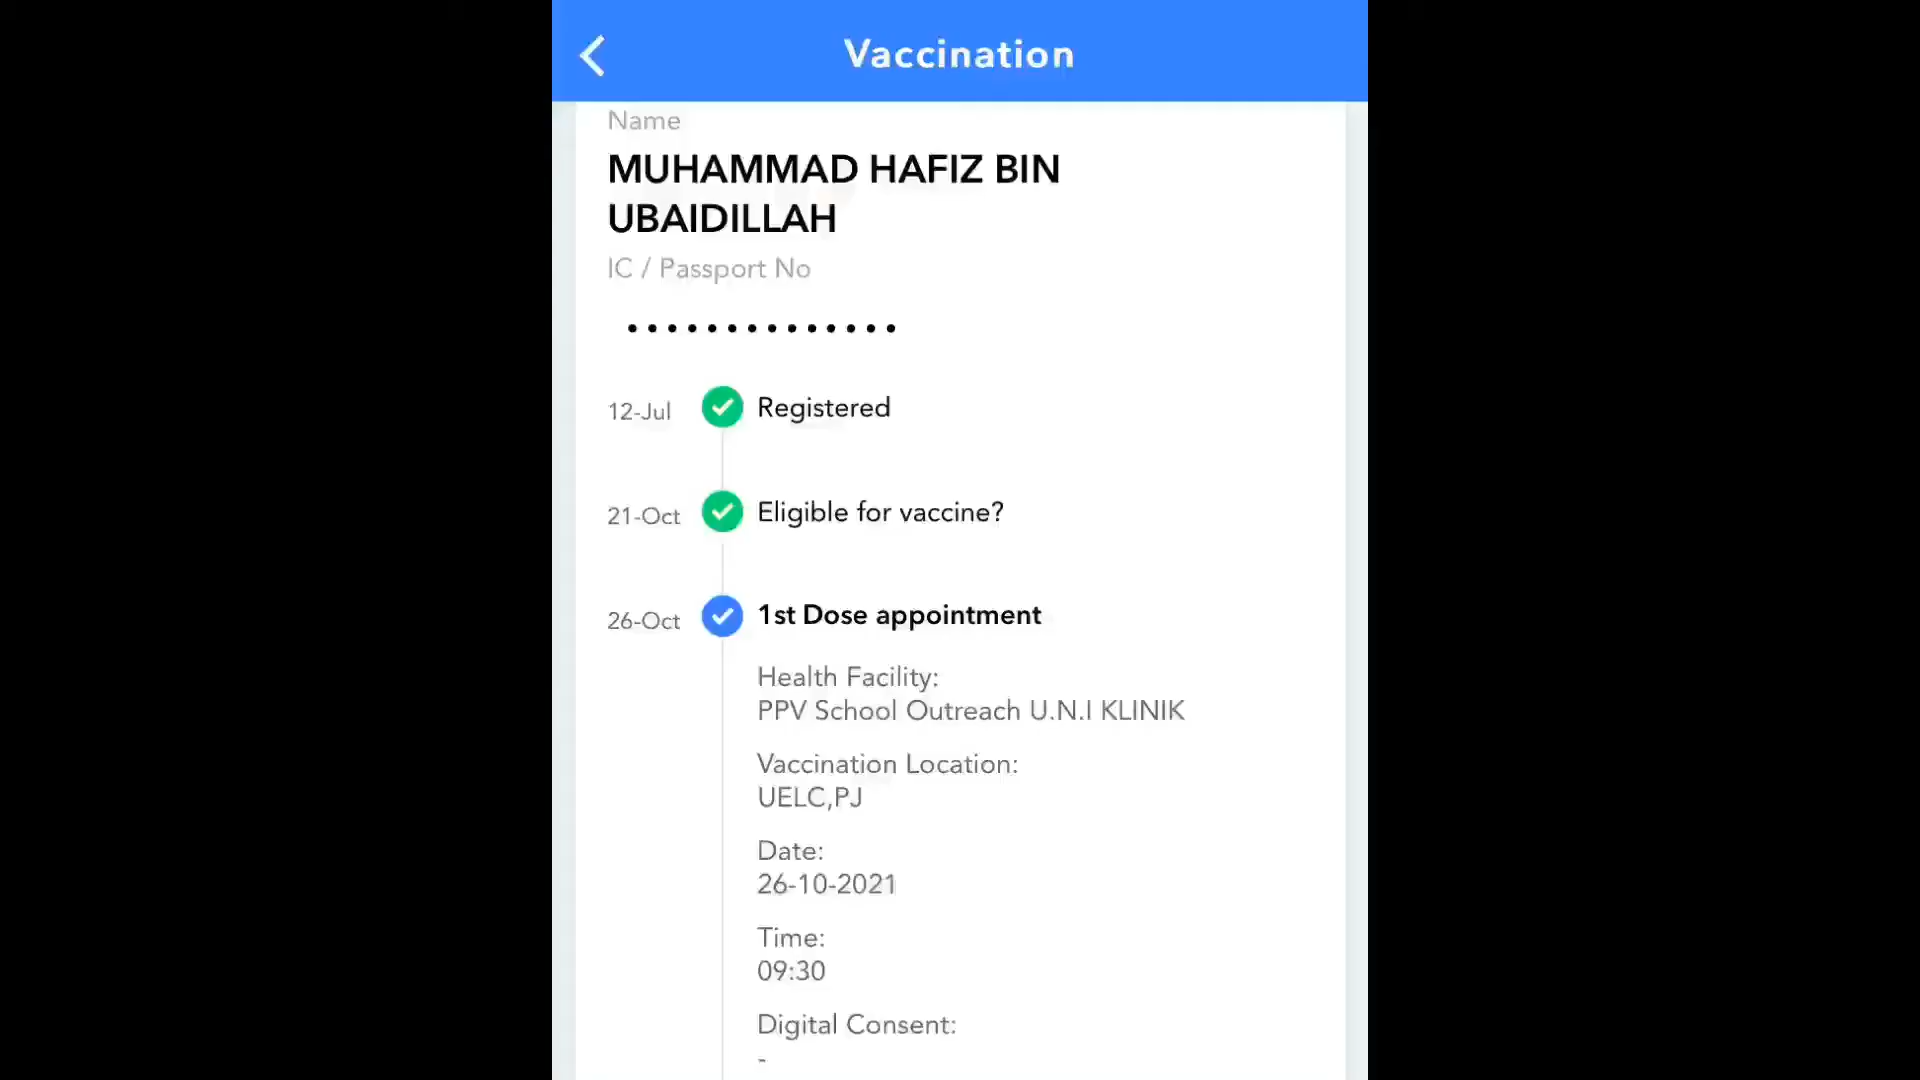 Vaccination
Name
MUHAMMAD HAFIZ BIN
UBAIDILLAH
IC / Passport No
••••••••••••••
12-Jul Registered
21-Oct Eligible for vaccine?
26-Oct 1st Dose appointment
Health Facility:
PPV School Outreach U.N.I KLINIK
Vaccination Location:
UELC,PJ
Date:
26-10-2021
Time:
09:30
Digital Consent:
-